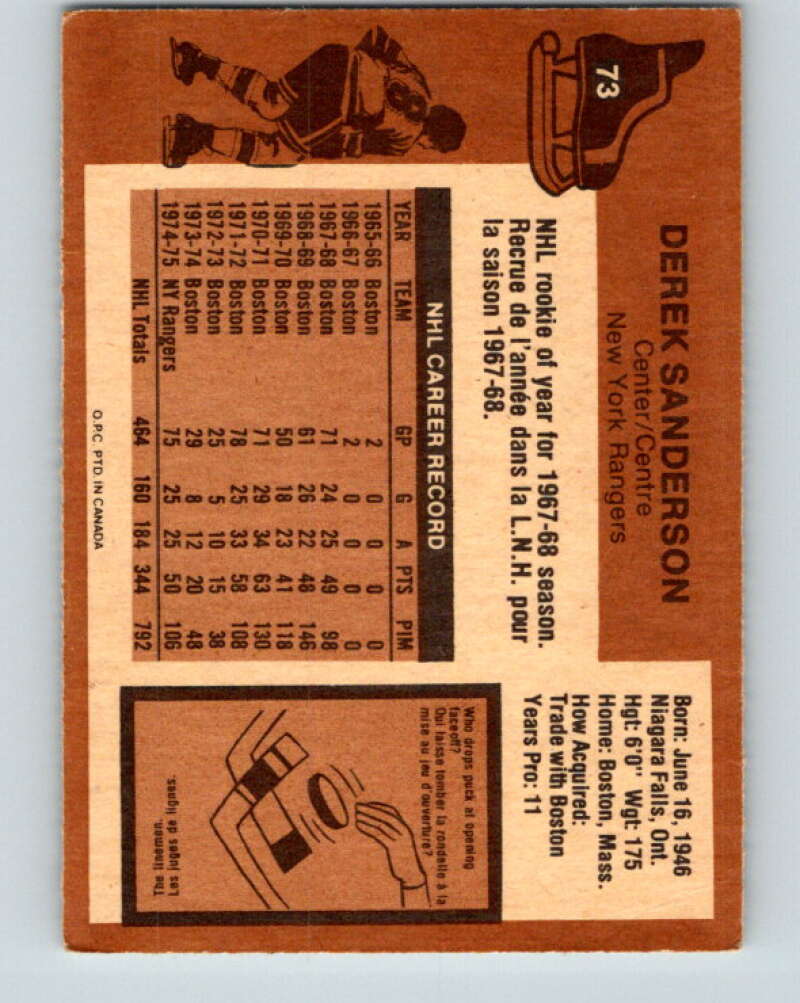 73
DEREK SANDERSON
Center/Centre
New York Rangers
NHL rookie of year for 1967-68 season.
Recrue de l'année dans la L.N.H. pour
la saison 1967-68.
Born: June 16, 1946
Niagara Falls, Ont.
Hgt: 6'0" Wgt: 175
Home: Boston, Mass.
How Acquired:
Trade with Boston
Years Pro: 11
NHL CAREER RECORD
YEAR TEAM GP G A PTS PIM
1965-66 Boston 2 0 0 0 0
1966-67 Boston 2 0 0 0 0
1967-68 Boston 71 24 25 49 98
1968-69 Boston 61 26 22 48 146
1969-70 Boston 50 18 23 41 118
1970-71 Boston 71 29 34 63 130
1971-72 Boston 78 25 33 58 108
1972-73 Boston 25 5 10 15 38
1973-74 Boston 29 8 12 20 48
1974-75 NY Rangers 75 25 25 50 106
NHL Totals 464 160 184 344 792
Who drops puck at opening
faceoff?
Qui laisse tomber la rondelle à la
mise au jeu d'ouverture?
The linesmen.
Les juges de lignes.
O.P.C. PTD. IN CANADA